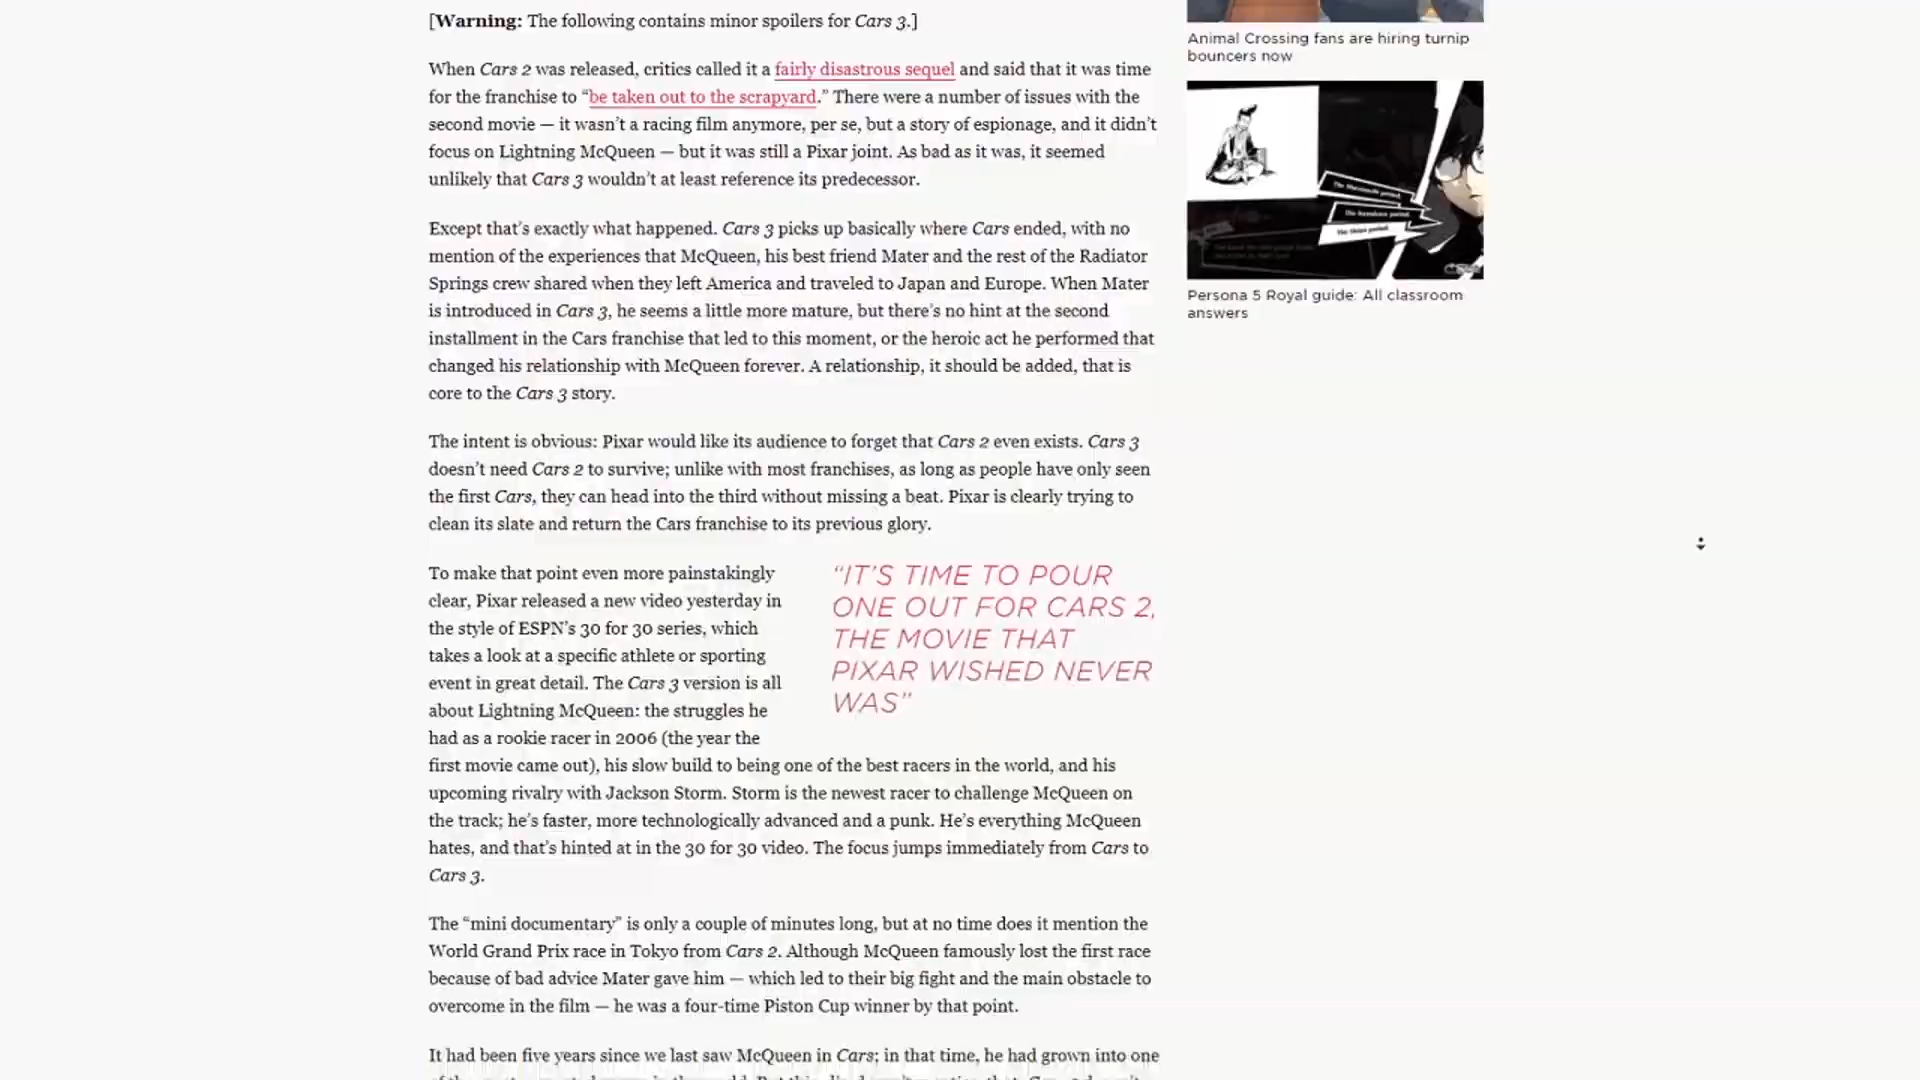 [Warning: The following contains minor spoilers for Cars 3.]
When Cars 2 was released, critics called it a fairly disastrous sequel and said that it was time
for the franchise to “be taken out to the scrapyard.” There were a number of issues with the
second movie — it wasn’t a racing film anymore, per se, but a story of espionage, and it didn’t
focus on Lightning McQueen — but it was still a Pixar joint. As bad as it was, it seemed
unlikely that Cars 3 wouldn’t at least reference its predecessor.
Except that’s exactly what happened. Cars 3 picks up basically where Cars ended, with no
mention of the experiences that McQueen, his best friend Mater and the rest of the Radiator
Springs crew shared when they left America and traveled to Japan and Europe. When Mater
is introduced in Cars 3, he seems a little more mature, but there’s no hint at the second
installment in the Cars franchise that led to this moment, or the heroic act he performed that
changed his relationship with McQueen forever. A relationship, it should be added, that is
core to the Cars 3 story.
The intent is obvious: Pixar would like its audience to forget that Cars 2 even exists. Cars 3
doesn’t need Cars 2 to survive; unlike with most franchises, as long as people have only seen
the first Cars, they can head into the third without missing a beat. Pixar is clearly trying to
clean its slate and return the Cars franchise to its previous glory.
To make that point even more painstakingly
clear, Pixar released a new video yesterday in
the style of ESPN’s 30 for 30 series, which
takes a look at a specific athlete or sporting
event in great detail. The Cars 3 version is all
about Lightning McQueen: the struggles he
had as a rookie racer in 2006 (the year the
first movie came out), his slow build to being one of the best racers in the world, and his
upcoming rivalry with Jackson Storm. Storm is the newest racer to challenge McQueen on
the track; he’s faster, more technologically advanced and a punk. He’s everything McQueen
hates, and that’s hinted at in the 30 for 30 video. The focus jumps immediately from Cars to
Cars 3.
“IT’S TIME TO POUR
ONE OUT FOR CARS 2,
THE MOVIE THAT
PIXAR WISHED NEVER
WAS”
The “mini documentary” is only a couple of minutes long, but at no time does it mention the
World Grand Prix race in Tokyo from Cars 2. Although McQueen famously lost the first race
because of bad advice Mater gave him — which led to their big fight and the main obstacle to
overcome in the film — he was a four-time Piston Cup winner by that point.
It had been five years since we last saw McQueen in Cars; in that time, he had grown into one
Animal Crossing fans are hiring turnip
bouncers now
Persona 5 Royal guide: All classroom
answers